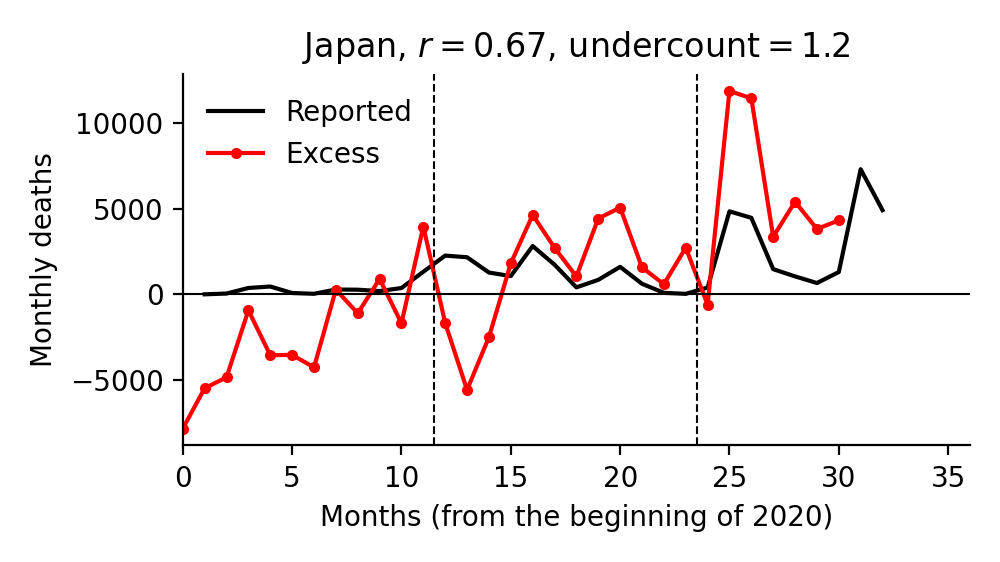 Japan, r = 0.67, undercount = 1.2
Reported
Excess
10000
5000
0
−5000
Monthly deaths
0 5 10 15 20 25 30 35
Months (from the beginning of 2020)